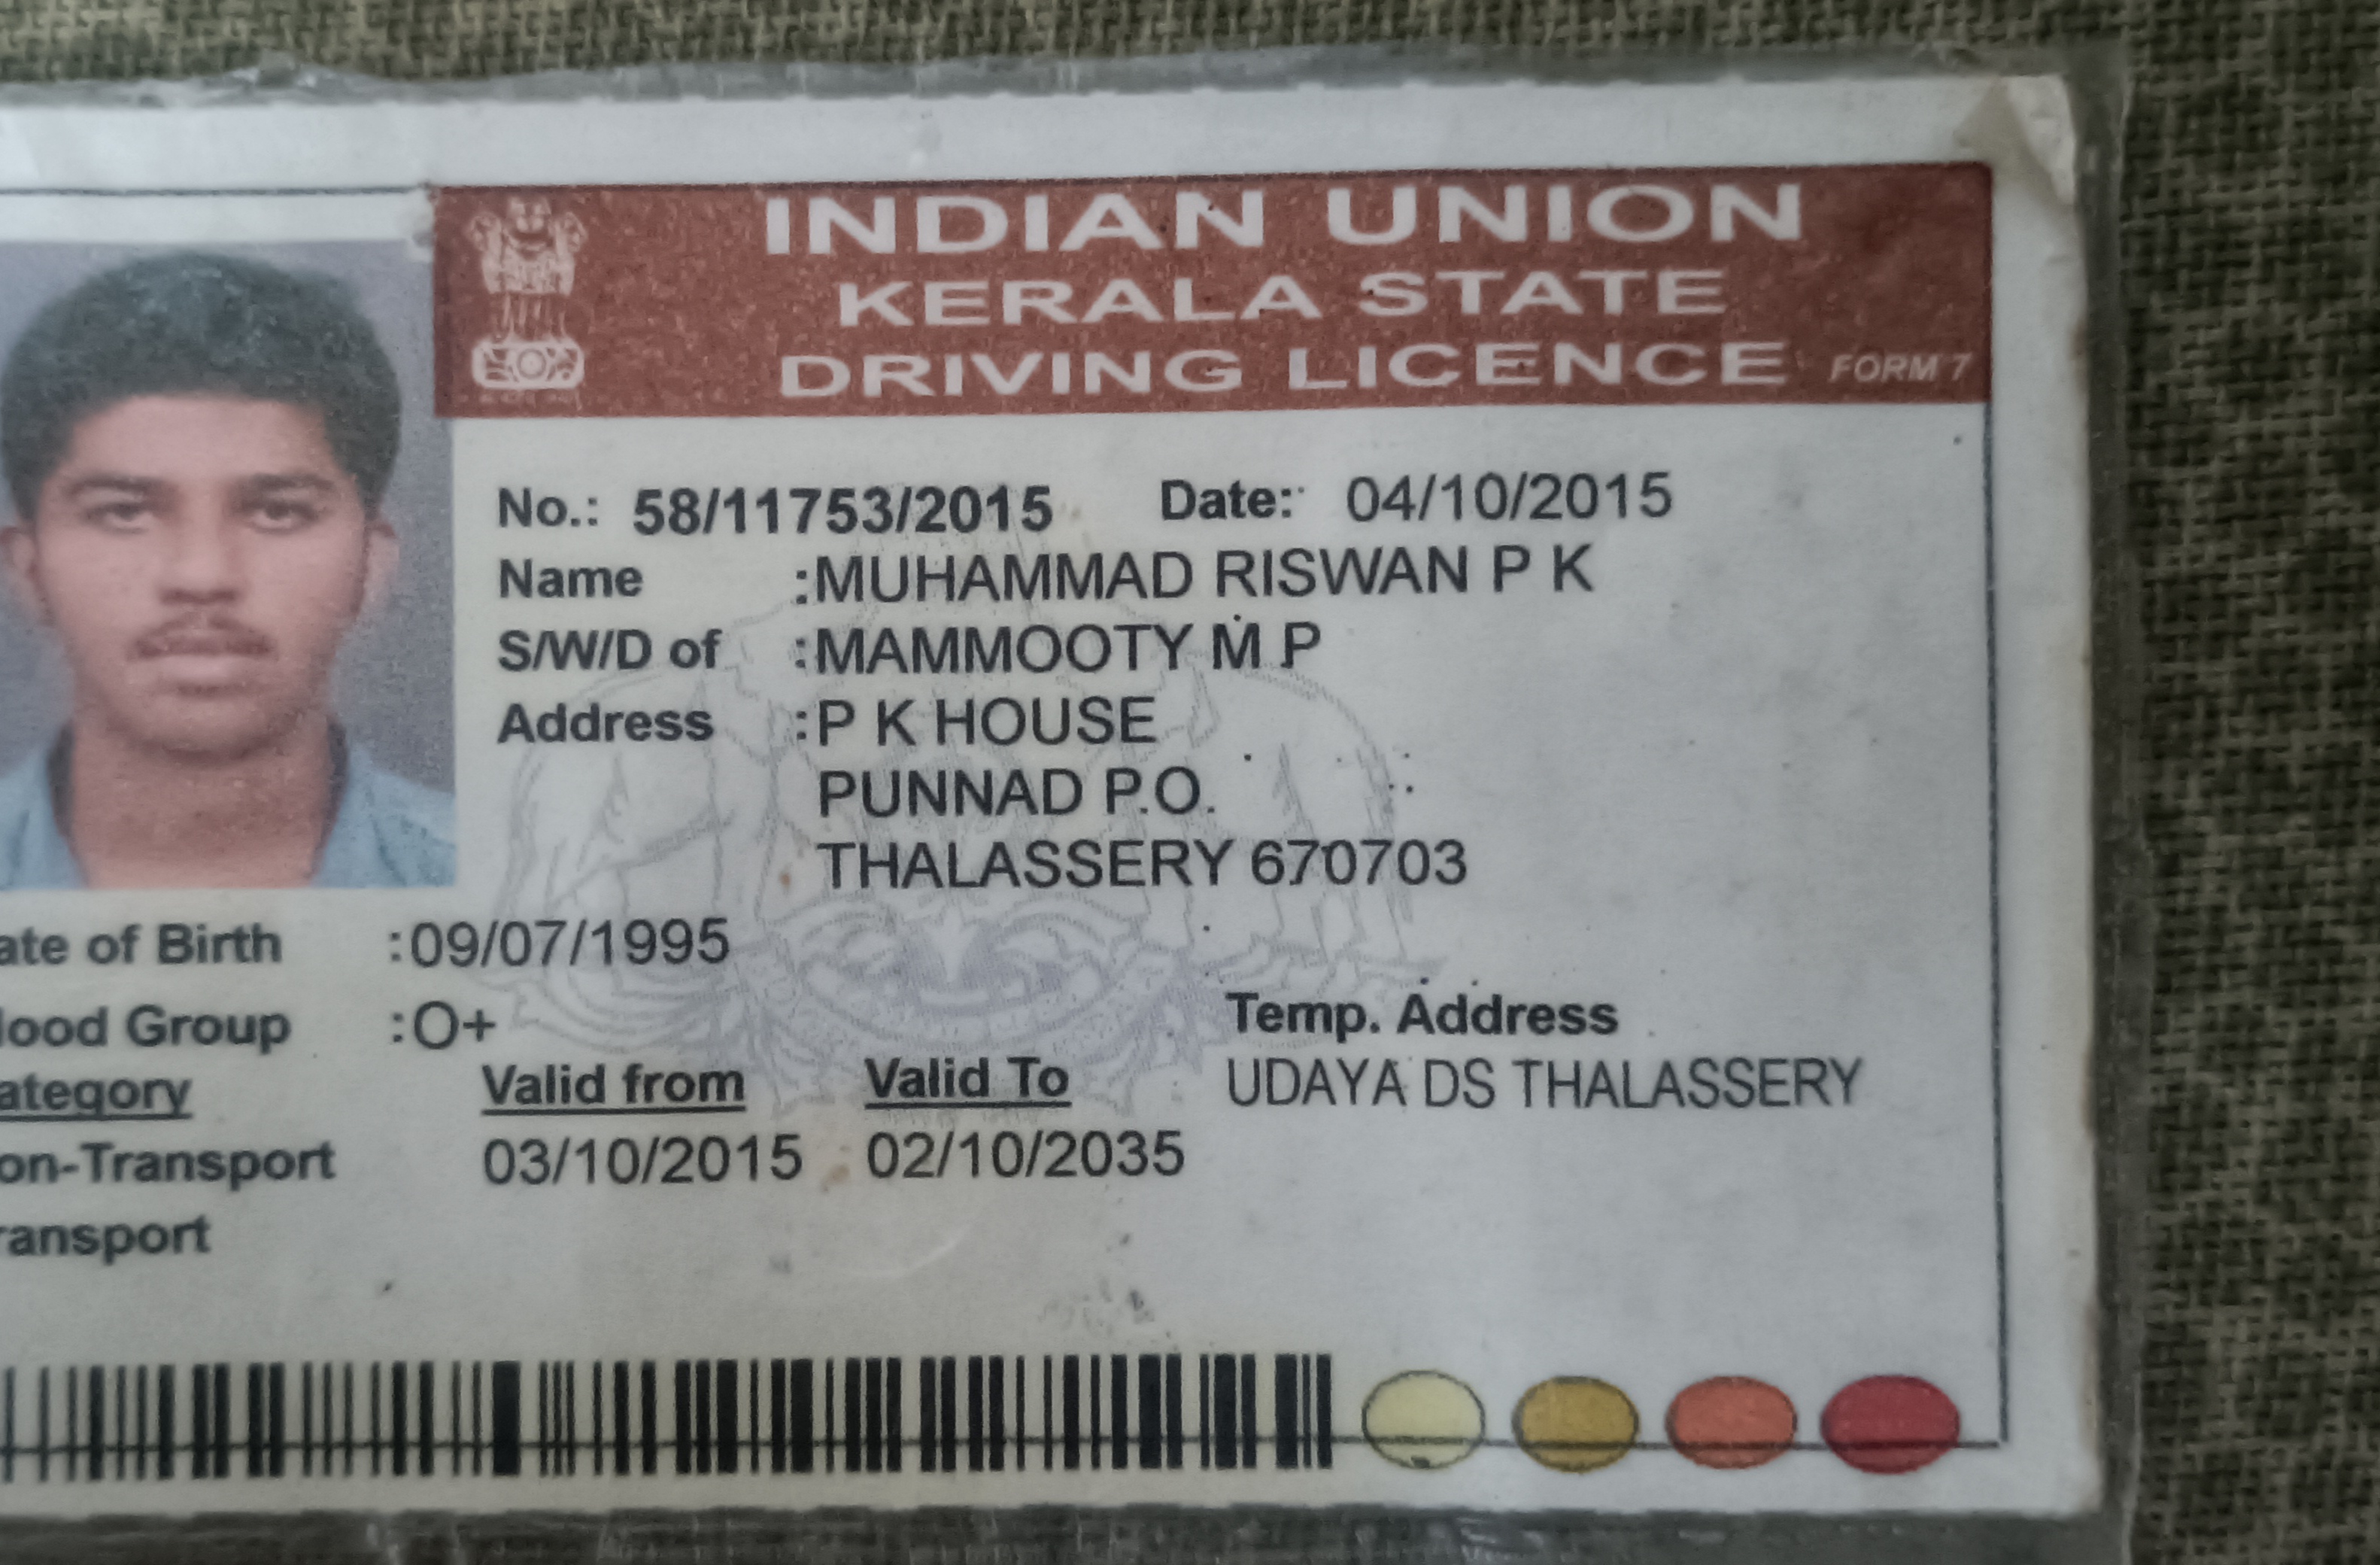 INDIAN UNION
KERALA STATE
DRIVING LICENCE FORM 7
No.: 58/11753/2015 Date: 04/10/2015
Name :MUHAMMAD RISWAN P K
S/W/D of :MAMMOOTY M P
Address :P K HOUSE
PUNNAD P.O.
THALASSERY 670703
ate of Birth :09/07/1995
lood Group :O+
Temp. Address
ategory Valid from Valid To
UDAYA DS THALASSERY
on-Transport 03/10/2015 02/10/2035
ransport